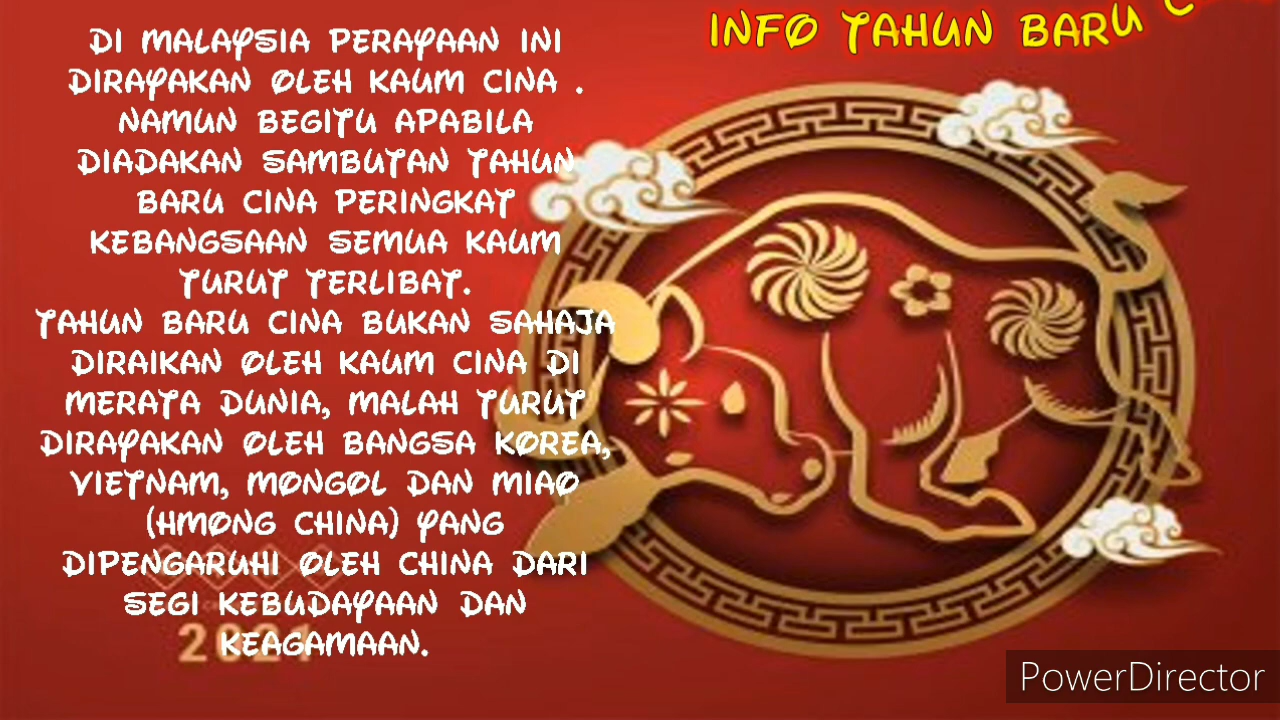 INFO TAHUN BARU
DI MALAYSIA PERAYAAN INI
DIRAYAKAN OLEH KAUM CINA .
NAMUN BEGITU APABILA
DIADAKAN SAMBUTAN TAHUN
BARU CINA PERINGKAT
KEBANGSAAN SEMUA KAUM
TURUT TERLIBAT.
TAHUN BARU CINA BUKAN SAHAJA
DIRAIKAN OLEH KAUM CINA DI
MERATA DUNIA, MALAH TURUT
DIRAYAKAN OLEH BANGSA KOREA,
VIETNAM, MONGOL DAN MIAO
(HMONG CHINA) YANG
DIPENGARUHI OLEH CHINA DARI
SEGI KEBUDAYAAN DAN
KEAGAMAAN.
2021
PowerDirector